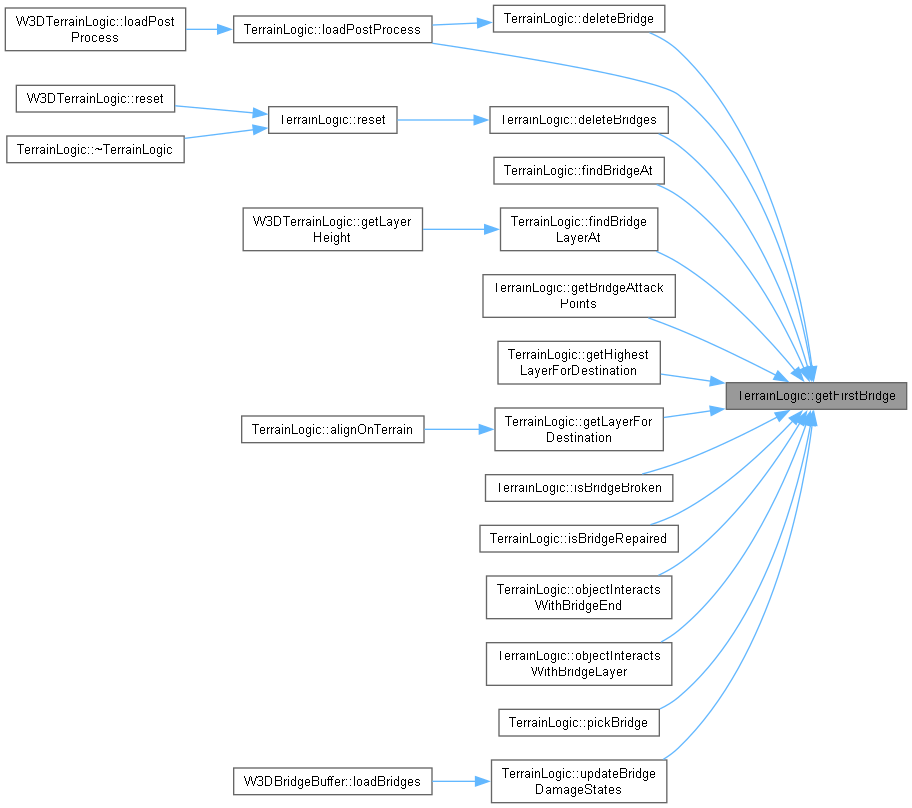 W3DTerrainLogic::loadPost
Process
TerrainLogic::loadPostProcess
TerrainLogic::deleteBridge
W3DTerrainLogic::reset
TerrainLogic::~TerrainLogic
TerrainLogic::reset
TerrainLogic::deleteBridges
TerrainLogic::findBridgeAt
W3DTerrainLogic::getLayer
Height
TerrainLogic::findBridge
LayerAt
TerrainLogic::getBridgeAttack
Points
TerrainLogic::getHighest
LayerForDestination
TerrainLogic::getFirstBridge
TerrainLogic::alignOnTerrain
TerrainLogic::getLayerFor
Destination
TerrainLogic::isBridgeBroken
TerrainLogic::isBridgeRepaired
TerrainLogic::objectInteracts
WithBridgeEnd
TerrainLogic::objectInteracts
WithBridgeLayer
TerrainLogic::pickBridge
W3DBridgeBuffer::loadBridges
TerrainLogic::updateBridge
DamageStates